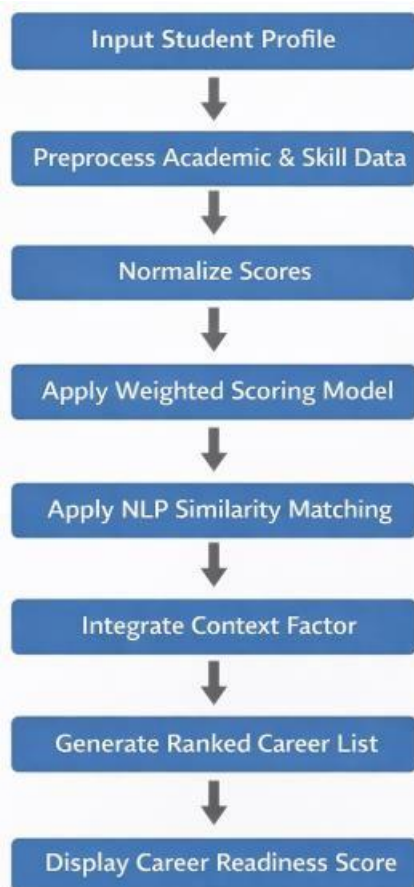 Input Student Profile
Preprocess Academic & Skill Data
Normalize Scores
Apply Weighted Scoring Model
Apply NLP Similarity Matching
Integrate Context Factor
Generate Ranked Career List
Display Career Readiness Score